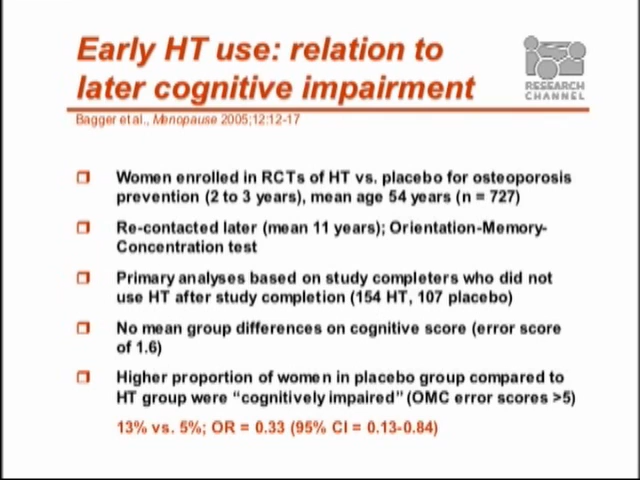 Early HT use: relation to
later cognitive impairment
RESEARCH
CHANNEL
Bagger et al., Menopause 2005;12:12-17
Women enrolled in RCTs of HT vs. placebo for osteoporosis
prevention (2 to 3 years), mean age 54 years (n = 727)
Re-contacted later (mean 11 years); Orientation-Memory-
Concentration test
Primary analyses based on study completers who did not
use HT after study completion (154 HT, 107 placebo)
No mean group differences on cognitive score (error score
of 1.6)
Higher proportion of women in placebo group compared to
HT group were “cognitively impaired” (OMC error scores >5)
13% vs. 5%; OR = 0.33 (95% CI = 0.13-0.84)